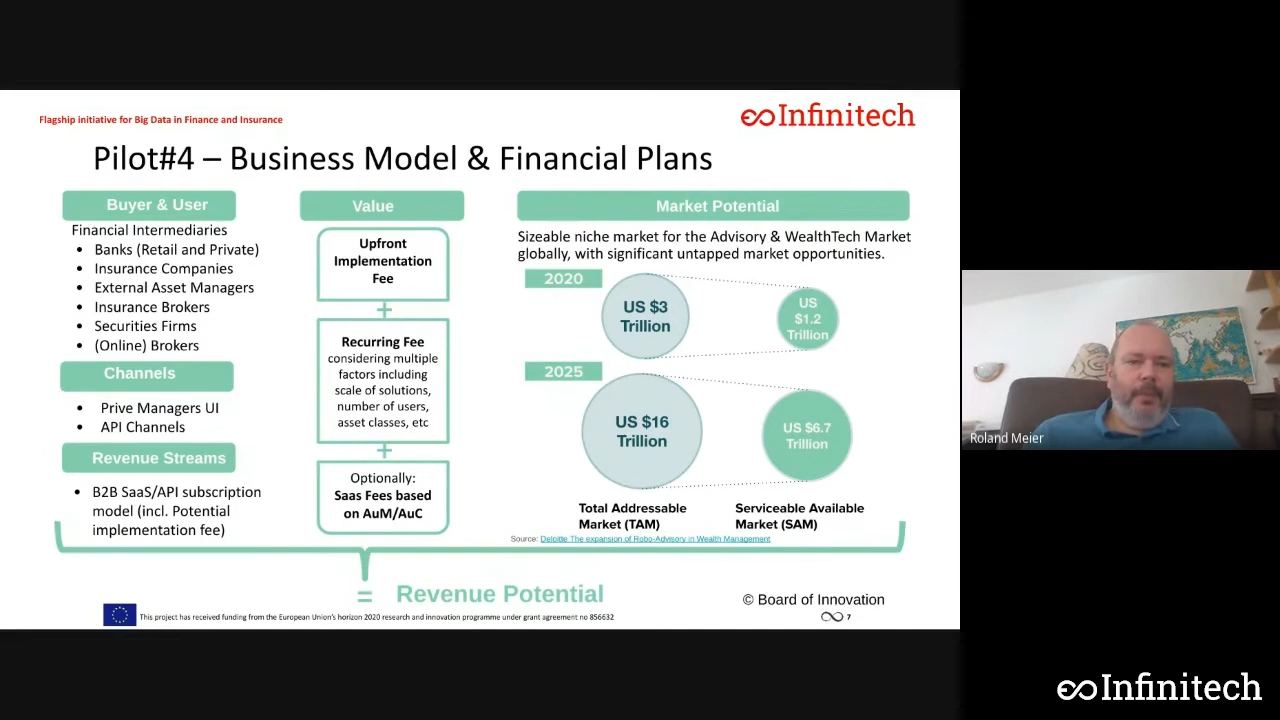 Flagship initiative for Big Data in Finance and Insurance
Infinitech
Pilot#4 – Business Model & Financial Plans
Buyer & User
Financial Intermediaries
• Banks (Retail and Private)
• Insurance Companies
• External Asset Managers
• Insurance Brokers
• Securities Firms
• (Online) Brokers
Channels
• Prive Managers UI
• API Channels
Revenue Streams
• B2B SaaS/API subscription
model (incl. Potential
implementation fee)
Value
Upfront
Implementation
Fee
+
Recurring Fee
considering multiple
factors including
scale of solutions,
number of users,
asset classes, etc
+
Optionally:
Saas Fees based
on AuM/AuC
Market Potential
Sizeable niche market for the Advisory & WealthTech Market
globally, with significant untapped market opportunities.
2020
US $3
Trillion
US
$1.2
Trillion
2025
US $16
Trillion
US $6.7
Trillion
Total Addressable
Market (TAM)
Serviceable Available
Market (SAM)
Source: Deloitte The expansion of Robo-Advisory in Wealth Management
= Revenue Potential
© Board of Innovation
This project has received funding from the European Union's horizon 2020 research and innovation programme under grant agreement no 856632
7
Roland Meier
Infinitech